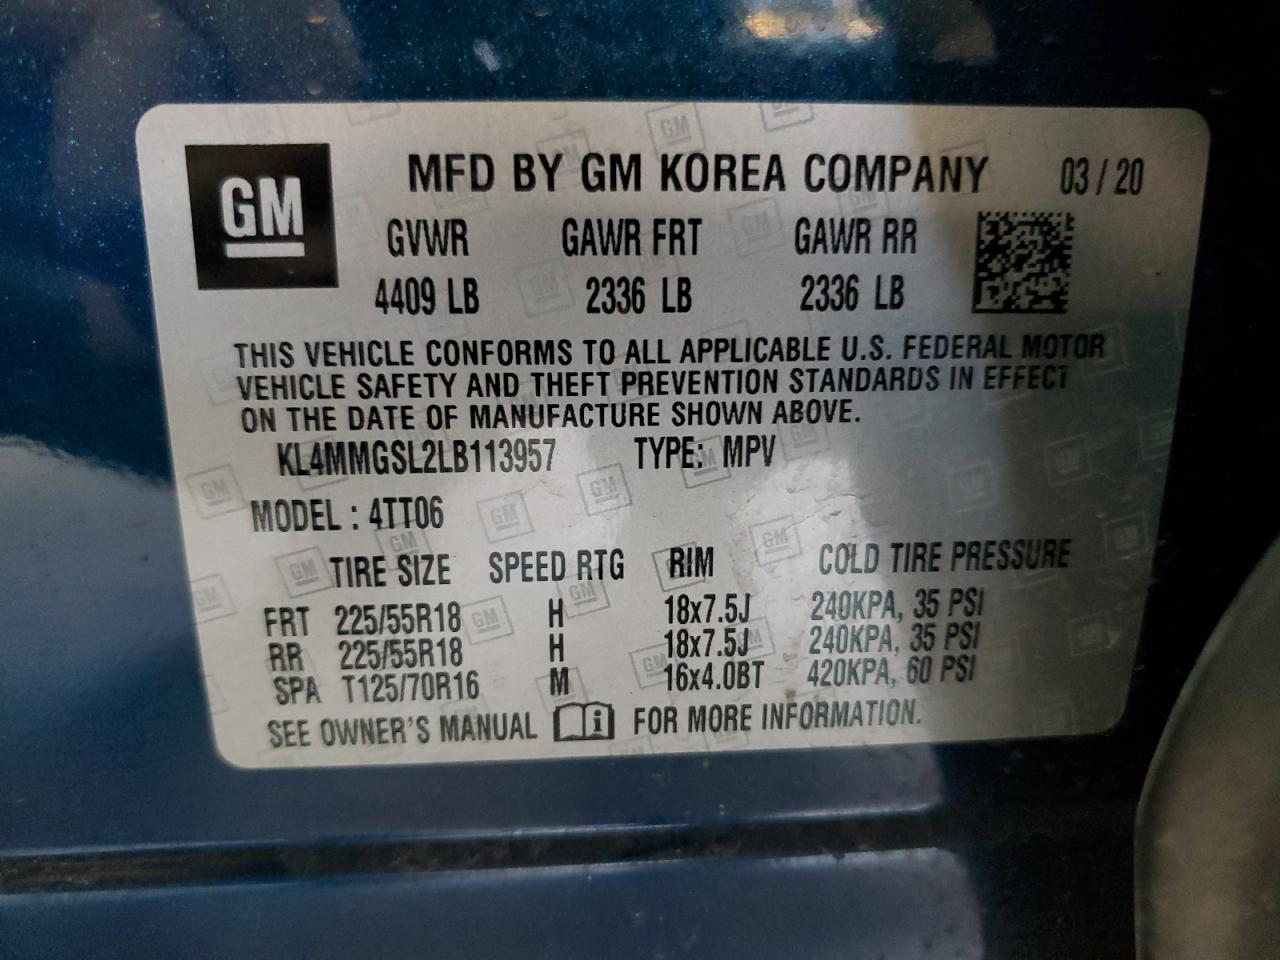 GM
MFD BY GM KOREA COMPANY 03/20
GVWR GAWR FRT GAWR RR
4409 LB 2336 LB 2336 LB
THIS VEHICLE CONFORMS TO ALL APPLICABLE U.S. FEDERAL MOTOR
VEHICLE SAFETY AND THEFT PREVENTION STANDARDS IN EFFECT
ON THE DATE OF MANUFACTURE SHOWN ABOVE.
KL4MMGSL2LB113957 TYPE: MPV
MODEL : 4TT06
TIRE SIZE SPEED RTG RIM COLD TIRE PRESSURE
FRT 225/55R18 H 18x7.5J 240KPA, 35 PSI
RR 225/55R18 H 18x7.5J 240KPA, 35 PSI
SPA T125/70R16 M 16x4.0BT 420KPA, 60 PSI
SEE OWNER'S MANUAL i FOR MORE INFORMATION.